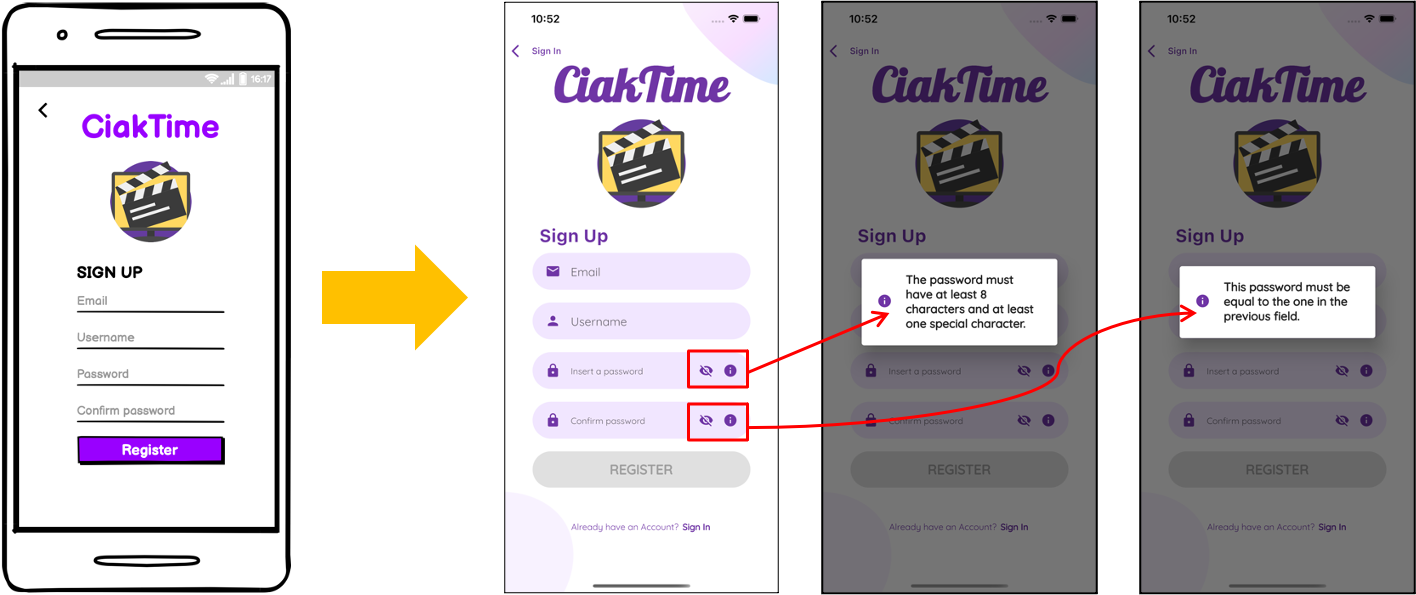 16:17
CiakTime
SIGN UP
Email
Username
Password
Confirm password
Register
10:52
Sign In
CiakTime
Sign Up
Email
Username
Insert a password
Confirm password
REGISTER
Already have an Account? Sign In
10:52
Sign In
CiakTime
Sign Up
The password must
have at least 8
characters and at least
one special character.
Insert a password
Confirm password
REGISTER
Already have an Account? Sign In
10:52
Sign In
CiakTime
Sign Up
This password must be
equal to the one in the
previous field.
Insert a password
Confirm password
REGISTER
Already have an Account? Sign In